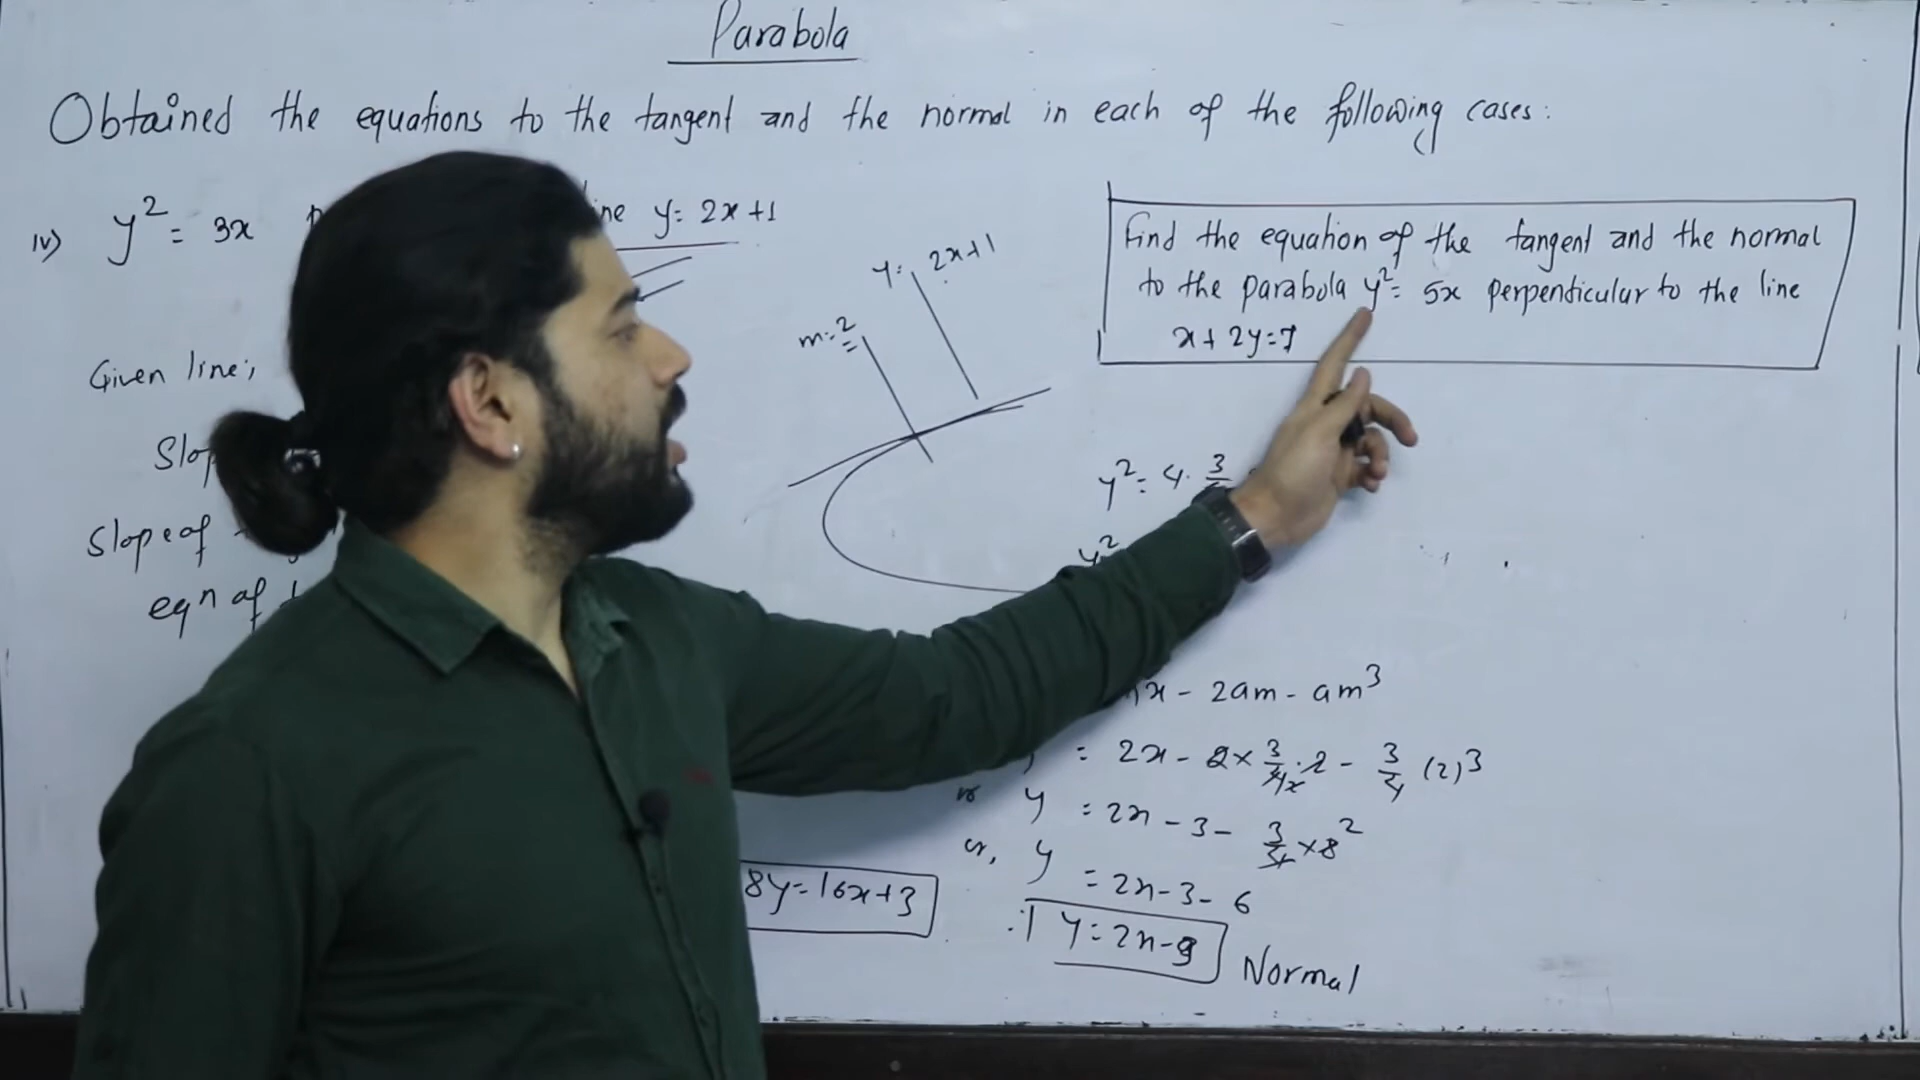 Parabola
Obtained the equations to the tangent and the normal in each of the following cases:
iv) y² = 3x y = 2x + 1
y = 2x + 1
m = 2
Find the equation of the tangent and the normal
to the parabola y² = 5x perpendicular to the line
x + 2y = 7
Given line;
Slope of
eqn of
y² = 4. 3
y²
x - 2am - am³
= 2x - 2 × 3/4 . 2 - 3/4 (2)³
or y = 2x - 3 - 3/4 × 8 2
or, y = 2x - 3 - 6
∴ y = 2x - 9 Normal
8y = 16x + 3